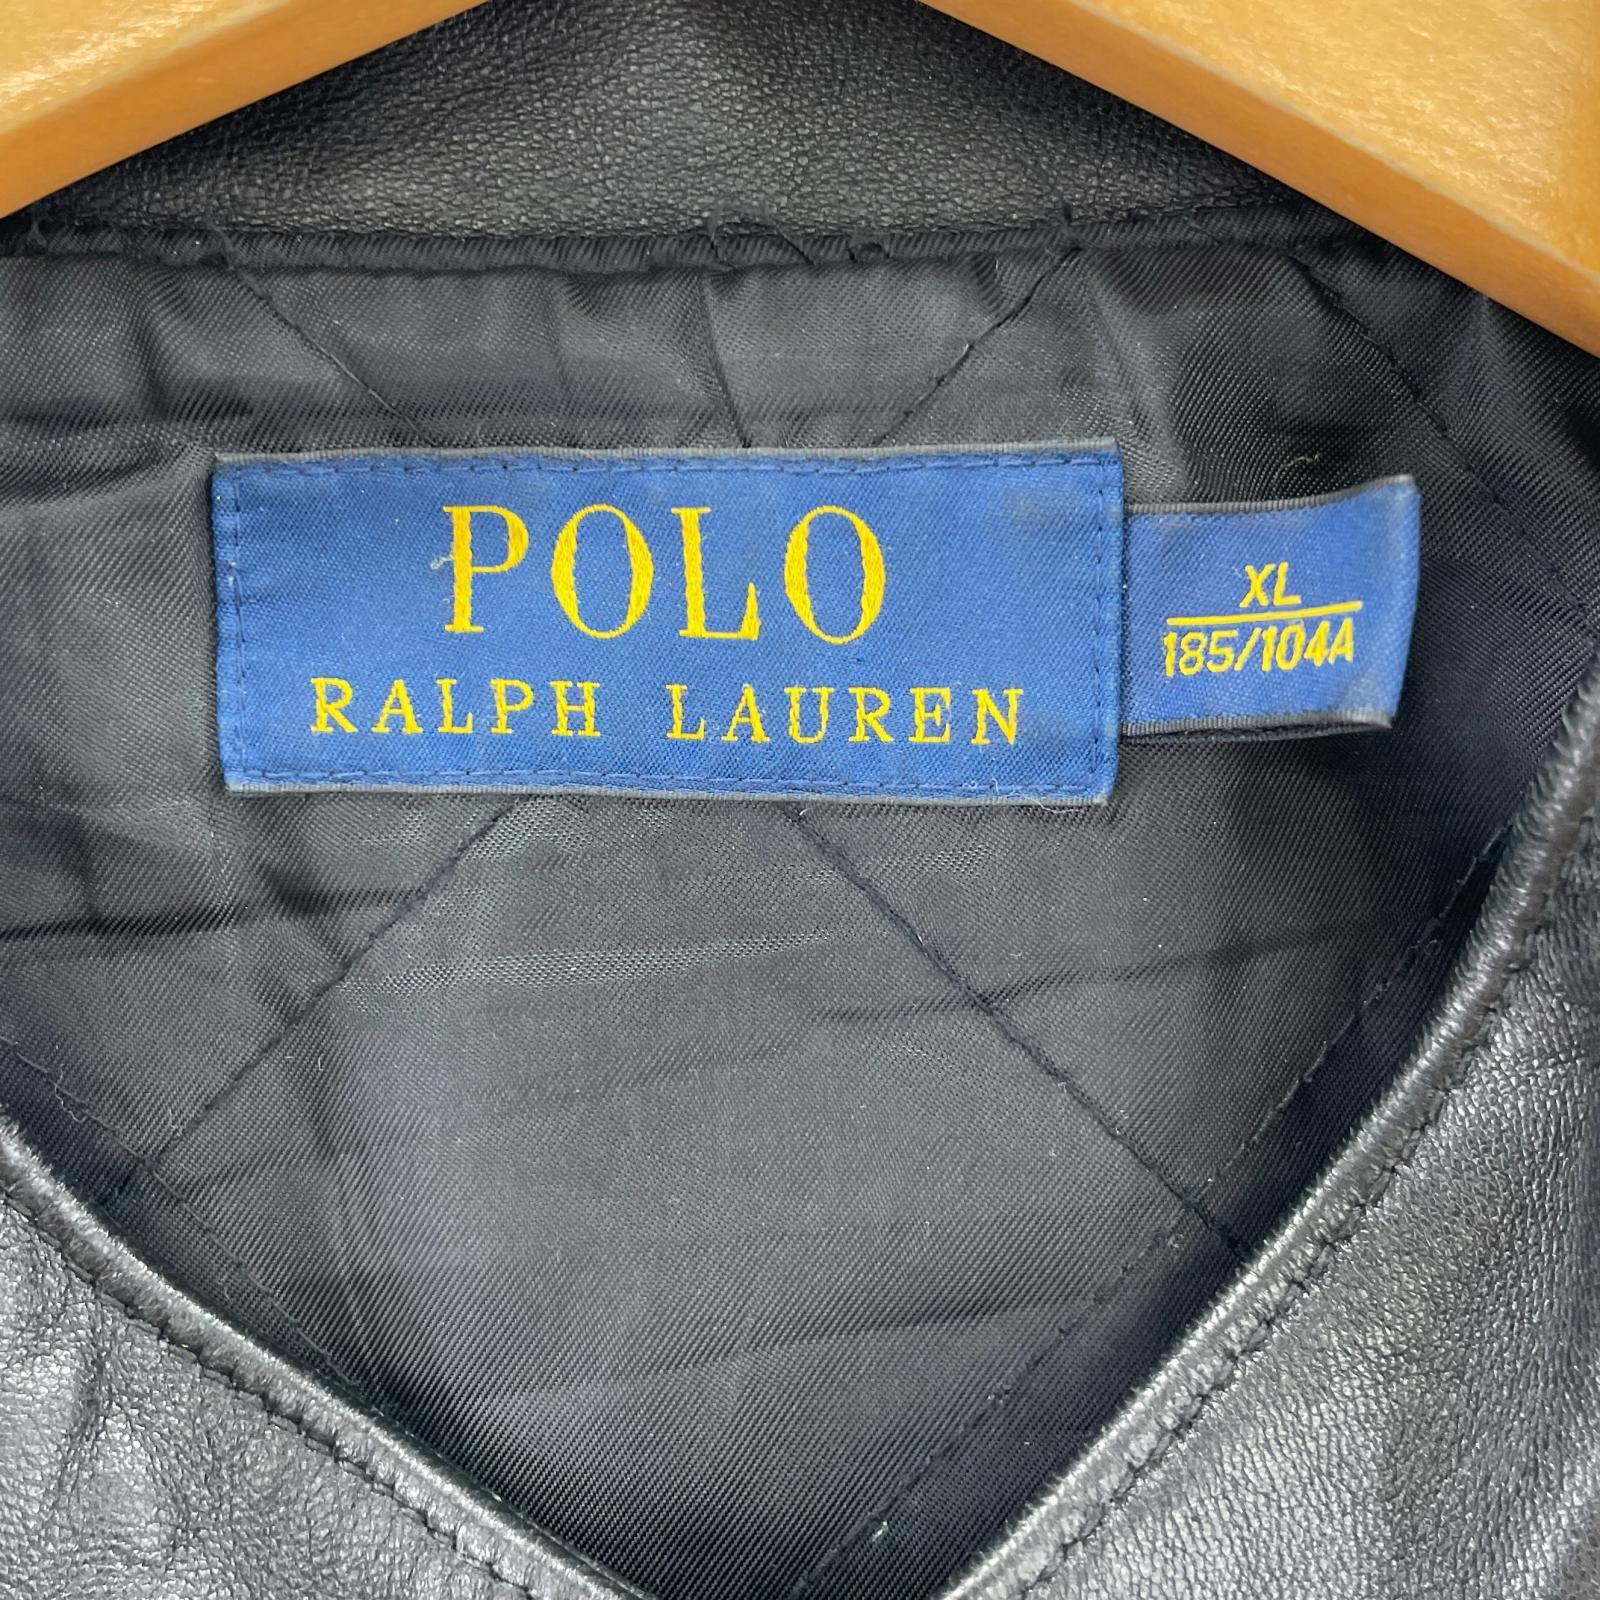 POLO
RALPH LAUREN
XL
185/104A